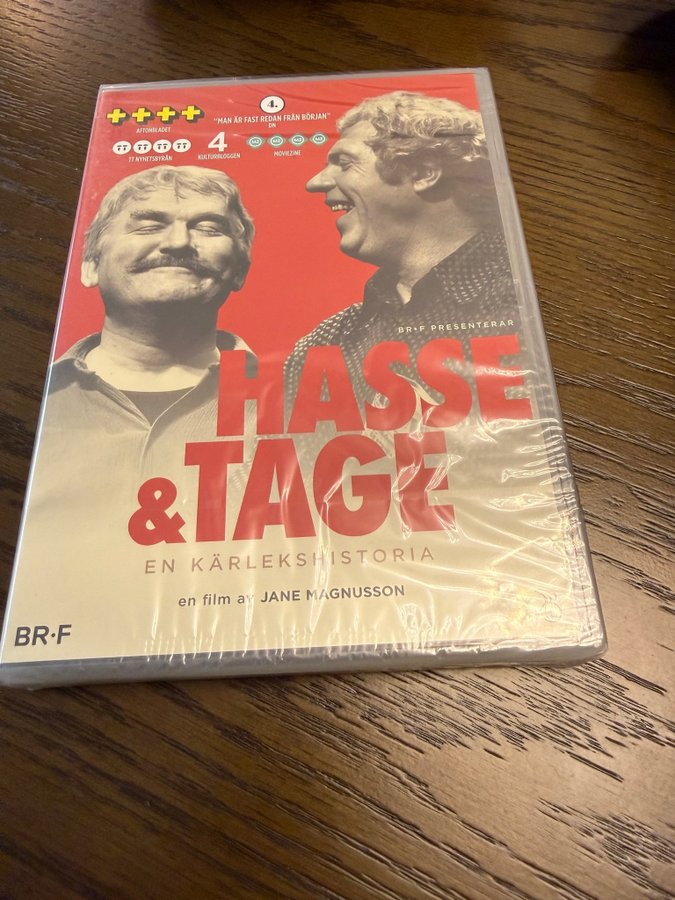 ++++
AFTONBLADET
4.
"MAN ÄR FAST REDAN FRÅN BÖRJAN"
DN
TT NYHETSBYRÅN
4
KULTURBLOGGEN
MOVIEZINE
BR·F PRESENTERAR
HASSE
&TAGE
EN KÄRLEKSHISTORIA
en film av JANE MAGNUSSON
BR·F